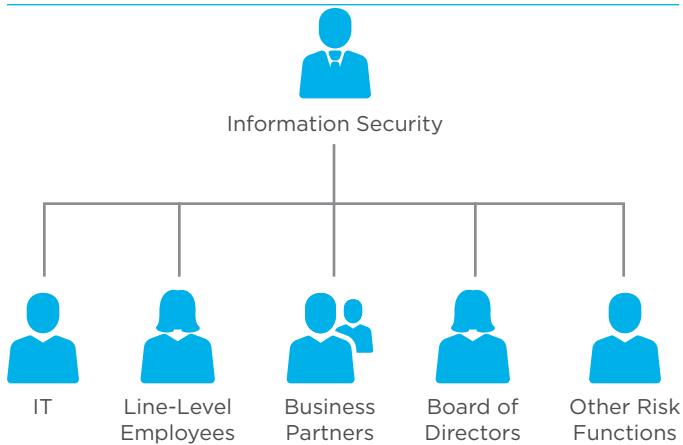 Information Security
IT
Line-Level
Employees
Business
Partners
Board of
Directors
Other Risk
Functions